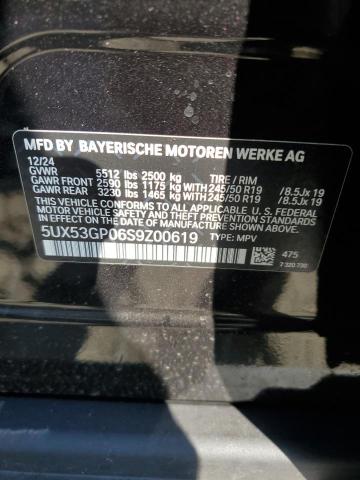 MFD BY BAYERISCHE MOTOREN WERKE AG
12/24
GVWR 5512 lbs 2500 kg TIRE / RIM
GAWR FRONT 2590 lbs 1175 kg WITH 245/50 R19 / 8.5Jx 19
GAWR REAR 3230 lbs 1465 kg WITH 245/50 R19 / 8.5Jx 19
THIS VEHICLE CONFORMS TO ALL APPLICABLE U.S. FEDERAL
MOTOR VEHICLE SAFETY AND THEFT PREVENTION STANDARDS
IN EFFECT ON THE DATE OF MANUFACTURE SHOWN ABOVE.
5UX53GP06S9Z00619 TYPE: MPV
475
7 320 730